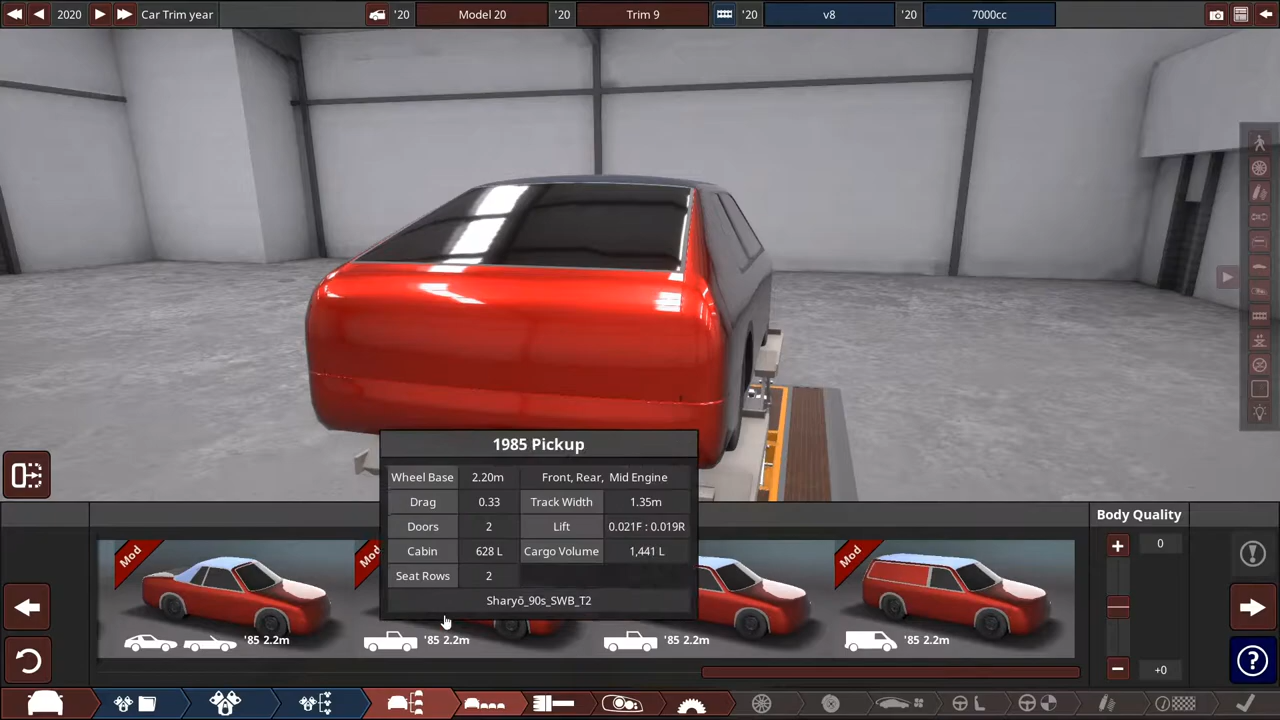 2020 Car Trim year '20 Model 20 '20 Trim 9 '20 v8 '20 7000cc
1985 Pickup
Wheel Base 2.20m Front, Rear, Mid Engine
Drag 0.33 Track Width 1.35m
Doors 2 Lift 0.021F : 0.019R
Cabin 628 L Cargo Volume 1,441 L
Seat Rows 2
Sharyō_90s_SWB_T2
Body Quality
+ 0
- +0
Mod
'85 2.2m
Mod
'85 2.2m
'85 2.2m
Mod
'85 2.2m
?